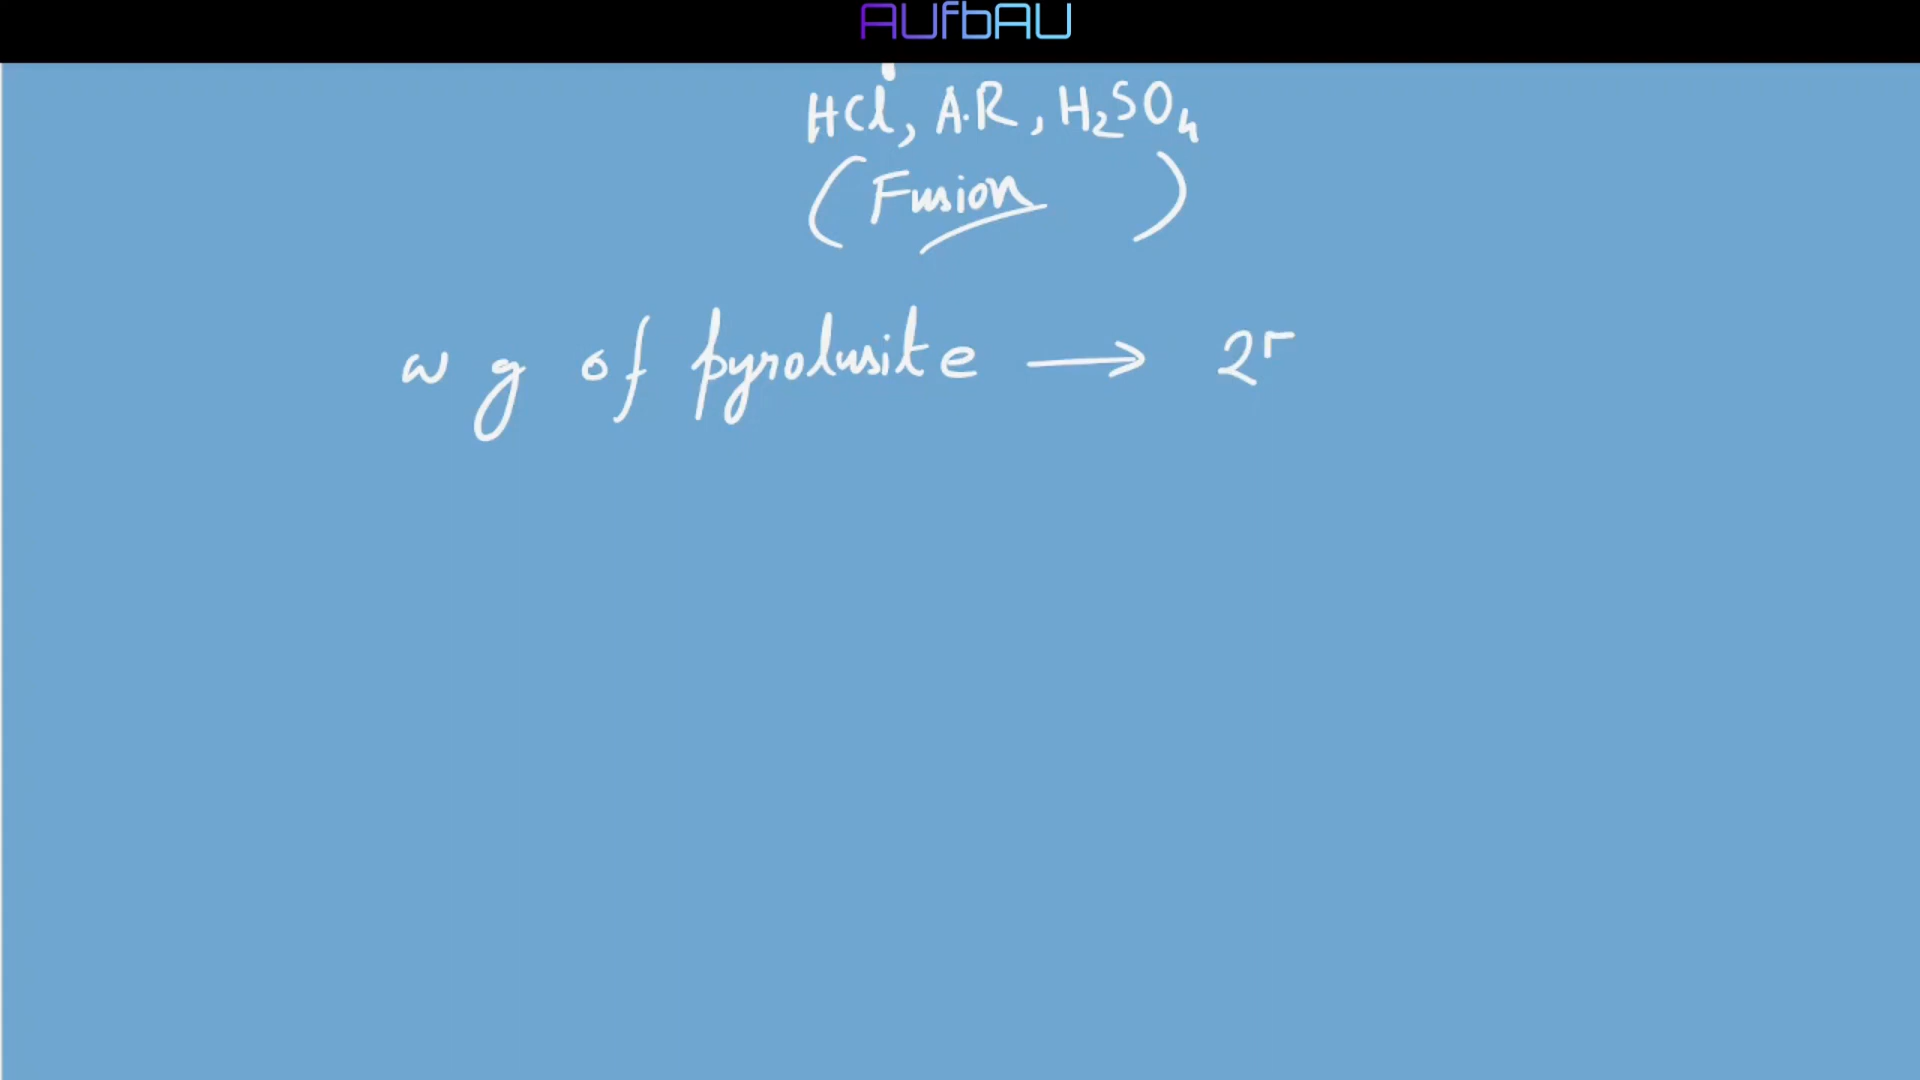 AUfbAU
HCl, A.R, H₂SO₄
(Fusion)
w g of pyrolusite → 2